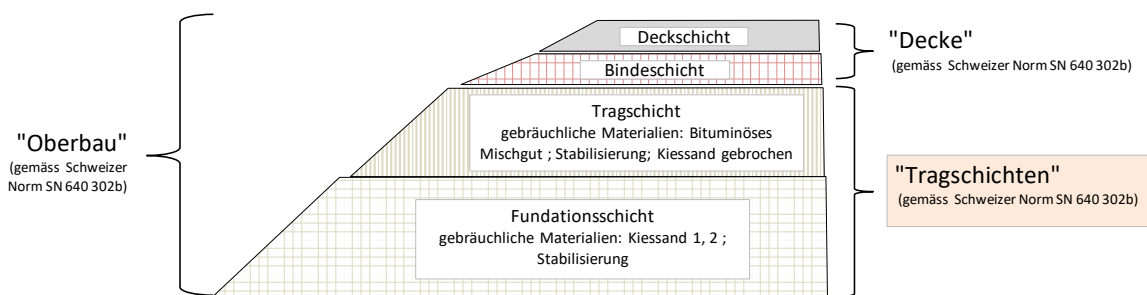 Deckschicht
Bindeschicht
"Decke"
(gemäss Schweizer Norm SN 640 302b)
Tragschicht
gebräuchliche Materialien: Bituminöses
Mischgut ; Stabilisierung; Kiessand gebrochen
"Oberbau"
(gemäss Schweizer
Norm SN 640 302b)
"Tragschichten"
(gemäss Schweizer Norm SN 640 302b)
Fundationsschicht
gebräuchliche Materialien: Kiessand 1, 2 ;
Stabilisierung